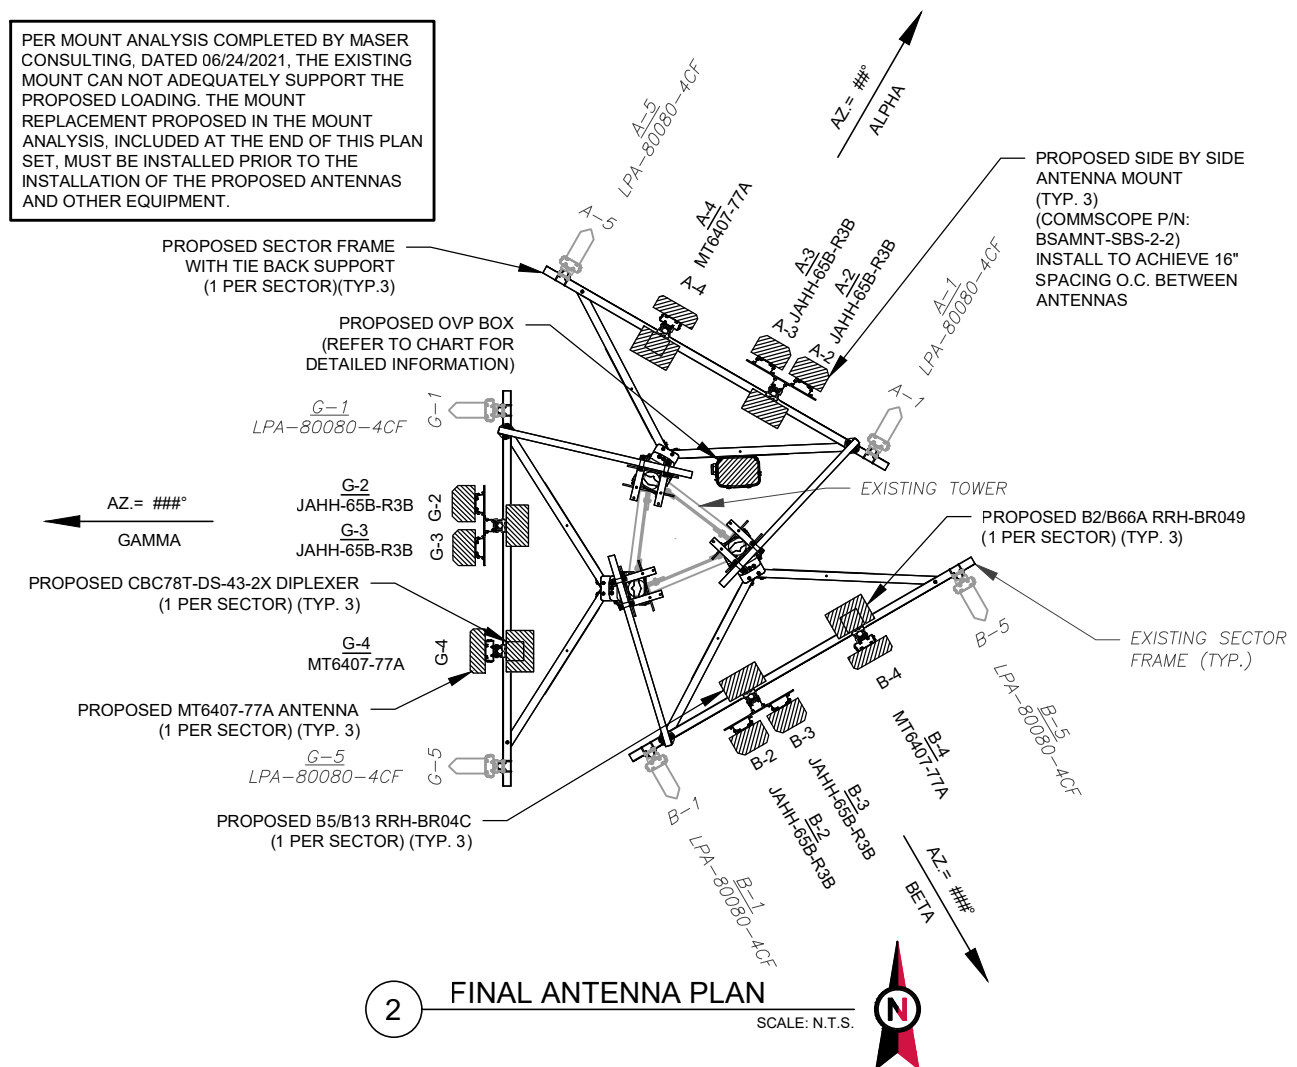 PER MOUNT ANALYSIS COMPLETED BY MASER
CONSULTING, DATED 06/24/2021, THE EXISTING
MOUNT CAN NOT ADEQUATELY SUPPORT THE
PROPOSED LOADING. THE MOUNT
REPLACEMENT PROPOSED IN THE MOUNT
ANALYSIS, INCLUDED AT THE END OF THIS PLAN
SET, MUST BE INSTALLED PRIOR TO THE
INSTALLATION OF THE PROPOSED ANTENNAS
AND OTHER EQUIPMENT.
AZ.= ##°
ALPHA
A-5
LPA-80080-4CF
A-5
A-4
MT6407-77A
A-4
A-3
JAHH-65B-R3B
A-3
A-2
JAHH-65B-R3B
A-2
A-1
LPA-80080-4CF
A-1
PROPOSED SIDE BY SIDE
ANTENNA MOUNT
(TYP. 3)
(COMMSCOPE P/N:
BSAMNT-SBS-2-2)
INSTALL TO ACHIEVE 16"
SPACING O.C. BETWEEN
ANTENNAS
PROPOSED SECTOR FRAME
WITH TIE BACK SUPPORT
(1 PER SECTOR)(TYP.3)
PROPOSED OVP BOX
(REFER TO CHART FOR
DETAILED INFORMATION)
G-1
LPA-80080-4CF
G-1
EXISTING TOWER
G-2
JAHH-65B-R3B
G-2
G-3
JAHH-65B-R3B
G-3
AZ.= ###°
GAMMA
PROPOSED B2/B66A RRH-BR049
(1 PER SECTOR) (TYP. 3)
PROPOSED CBC78T-DS-43-2X DIPLEXER
(1 PER SECTOR) (TYP. 3)
G-4
MT6407-77A
G-4
EXISTING SECTOR
FRAME (TYP.)
PROPOSED MT6407-77A ANTENNA
(1 PER SECTOR) (TYP. 3)
G-5
LPA-80080-4CF
G-5
PROPOSED B5/B13 RRH-BR04C
(1 PER SECTOR) (TYP. 3)
B-5
B-5
LPA-80080-4CF
B-4
B-4
MT6407-77A
B-3
B-3
JAHH-65B-R3B
B-2
B-2
JAHH-65B-R3B
B-1
B-1
LPA-80080-4CF
AZ.= ###°
BETA
2
FINAL ANTENNA PLAN
SCALE: N.T.S.
N